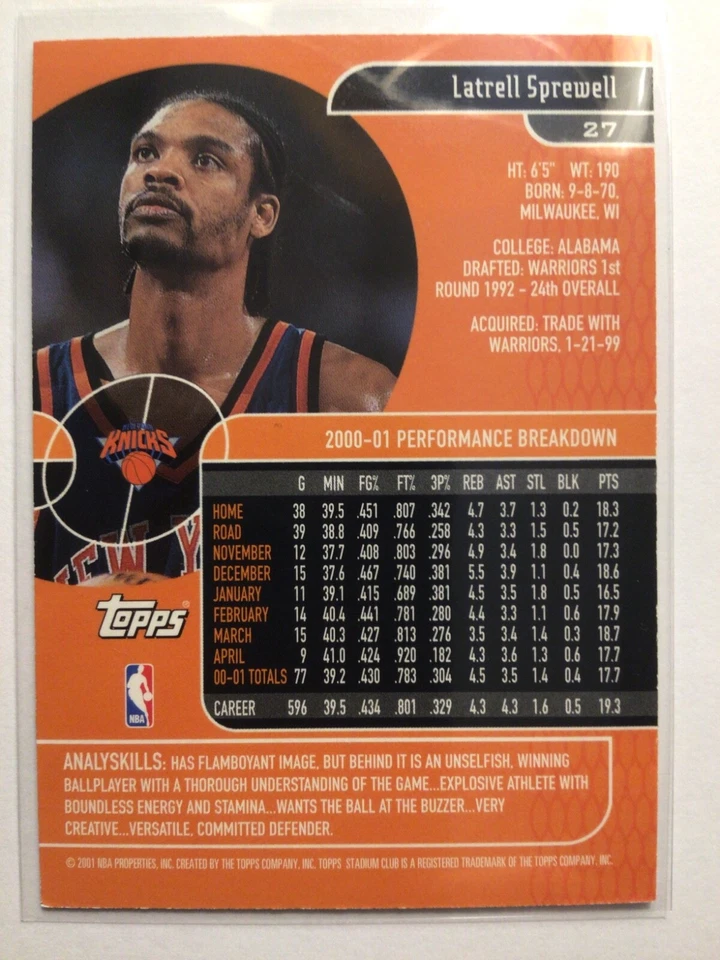 Latrell Sprewell
27
HT: 6'5" WT: 190
BORN: 9-8-70,
MILWAUKEE, WI
COLLEGE: ALABAMA
DRAFTED: WARRIORS 1st
ROUND 1992 - 24th OVERALL
ACQUIRED: TRADE WITH
WARRIORS, 1-21-99
NEW YORK
KNICKS
NEW Y
TOPPS®
NBA
2000-01 PERFORMANCE BREAKDOWN
G MIN FG% FT% 3P% REB AST STL BLK PTS
HOME 38 39.5 .451 .807 .342 4.7 3.7 1.3 0.2 18.3
ROAD 39 38.8 .409 .766 .258 4.3 3.3 1.5 0.5 17.2
NOVEMBER 12 37.7 .408 .803 .296 4.9 3.4 1.8 0.0 17.3
DECEMBER 15 37.6 .467 .740 .381 5.5 3.9 1.1 0.4 18.6
JANUARY 11 39.1 .415 .689 .381 4.5 3.5 1.8 0.5 16.5
FEBRUARY 14 40.4 .441 .781 .280 4.4 3.3 1.1 0.6 17.9
MARCH 15 40.3 .427 .813 .276 3.5 3.4 1.4 0.3 18.7
APRIL 9 41.0 .424 .920 .182 4.3 3.6 1.3 0.6 17.7
00-01 TOTALS 77 39.2 .430 .783 .304 4.5 3.5 1.4 0.4 17.7
CAREER 596 39.5 .434 .801 .329 4.3 4.3 1.6 0.5 19.3
ANALYSKILLS: HAS FLAMBOYANT IMAGE, BUT BEHIND IT IS AN UNSELFISH, WINNING
BALLPLAYER WITH A THOROUGH UNDERSTANDING OF THE GAME...EXPLOSIVE ATHLETE WITH
BOUNDLESS ENERGY AND STAMINA...WANTS THE BALL AT THE BUZZER...VERY
CREATIVE...VERSATILE, COMMITTED DEFENDER.
© 2001 NBA PROPERTIES, INC. CREATED BY THE TOPPS COMPANY, INC. TOPPS STADIUM CLUB IS A REGISTERED TRADEMARK OF THE TOPPS COMPANY, INC.